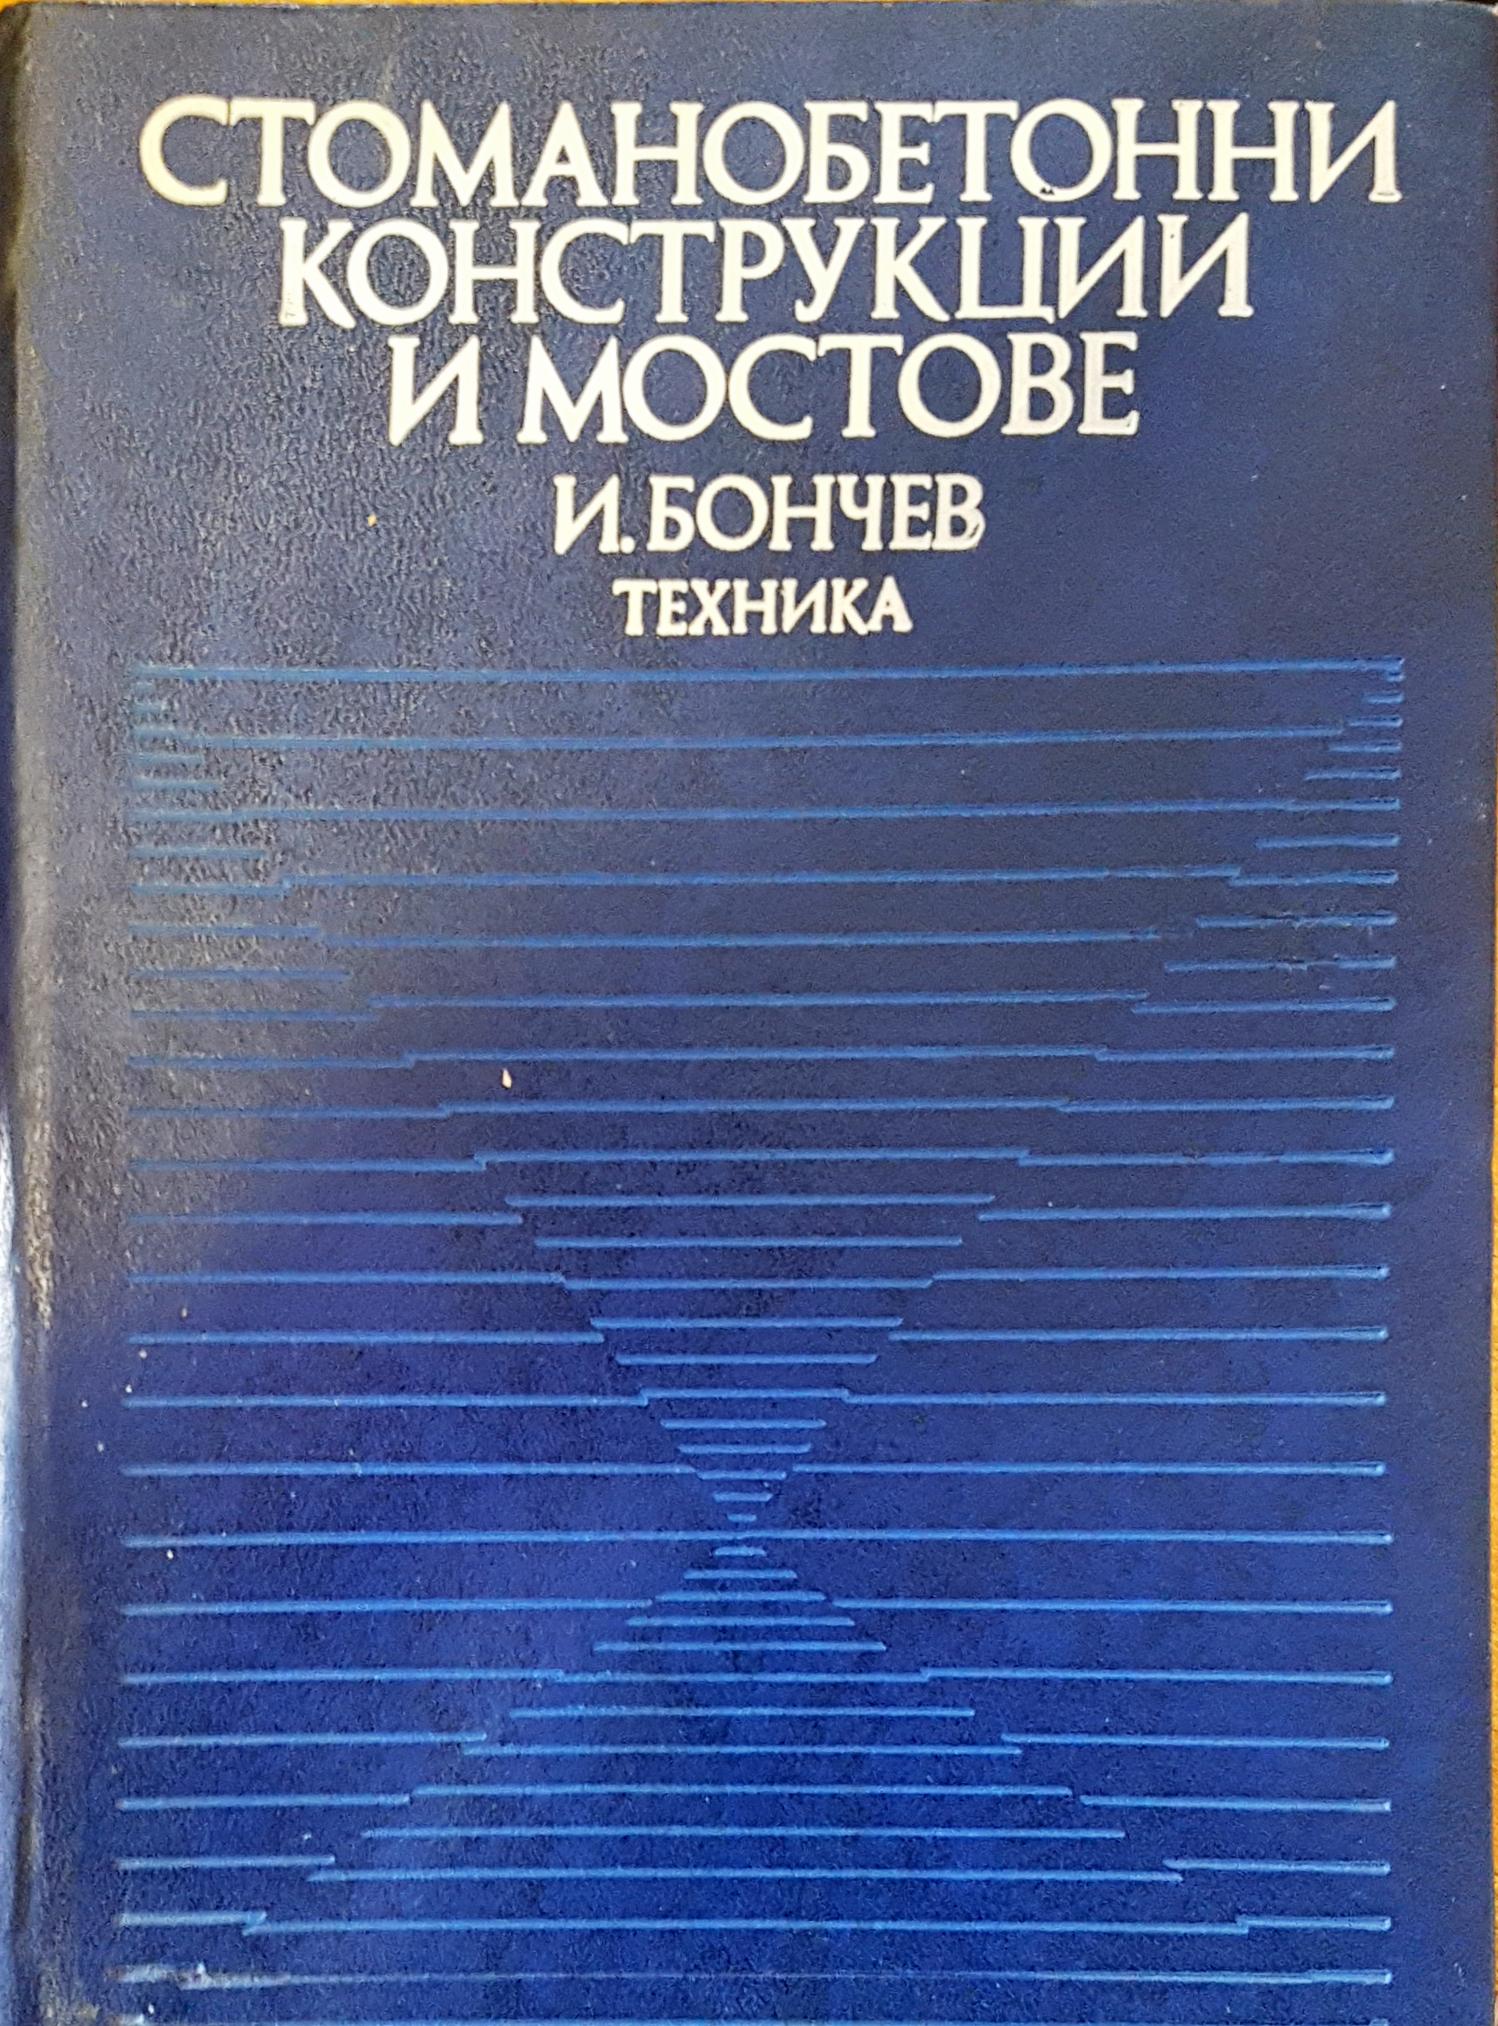 СТОМАНОБЕТОННИ
КОНСТРУКЦИИ
И МОСТОВЕ
И. БОНЧЕВ
ТЕХНИКА